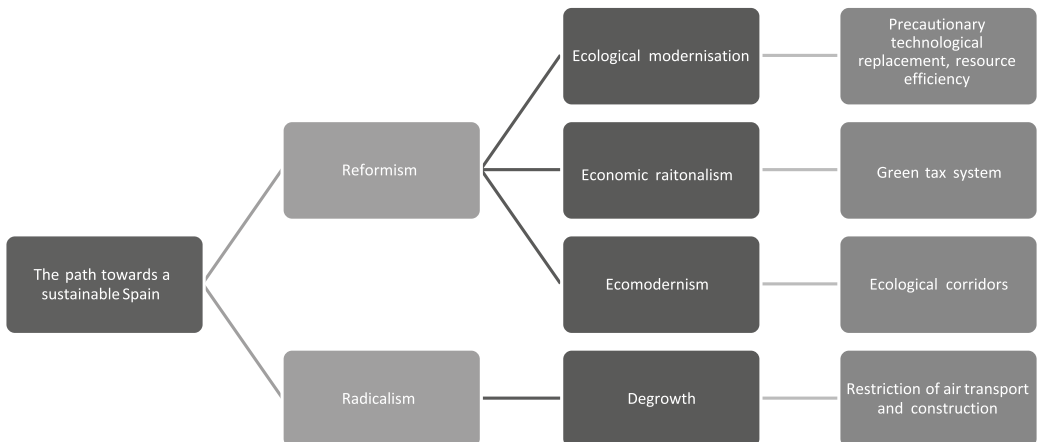 The path towards a
sustainable Spain
Reformism
Radicalism
Ecological modernisation
Economic raitonalism
Ecomodernism
Degrowth
Precautionary
technological
replacement, resource
efficiency
Green tax system
Ecological corridors
Restriction of air transport
and construction